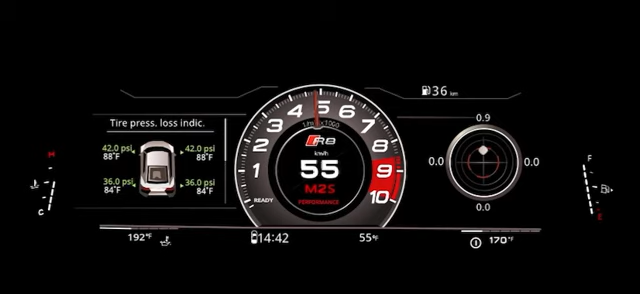 36 km
Tire press. loss indic.
42.0 psi 42.0 psi
88°F 88°F
36.0 psi 36.0 psi
84°F 84°F
1 2 3 4 5 6 7 8 9 10
1/min x1000
R8
km/h
55
M2S
PERFORMANCE
READY
0.9
0.0 0.0
0.0
H
C
F
E
192°F
14:42
55°F
170°F